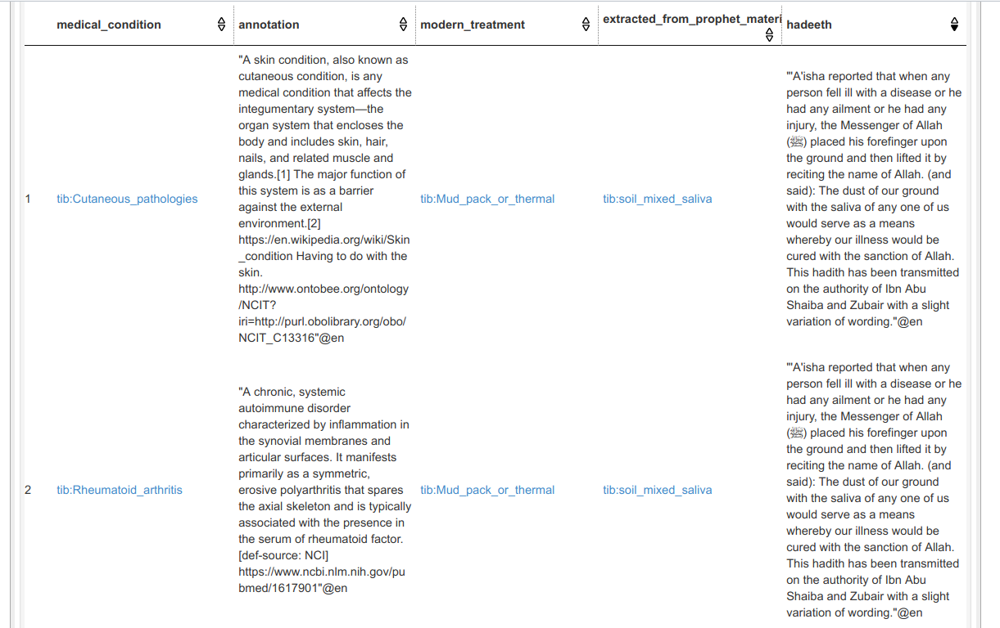 medical_condition
annotation
modern_treatment
extracted_from_prophet_materi
hadeeth
1
tib:Cutaneous_pathologies
"A skin condition, also known as
cutaneous condition, is any
medical condition that affects the
integumentary system—the
organ system that encloses the
body and includes skin, hair,
nails, and related muscle and
glands.[1] The major function of
this system is as a barrier
against the external
environment.[2]
https://en.wikipedia.org/wiki/Skin
_condition Having to do with the
skin.
http://www.ontobee.org/ontology
/NCIT?
iri=http://purl.obolibrary.org/obo/
NCIT_C13316"@en
tib:Mud_pack_or_thermal
tib:soil_mixed_saliva
"'A'isha reported that when any
person fell ill with a disease or he
had any ailment or he had any
injury, the Messenger of Allah
(ﷺ) placed his forefinger upon
the ground and then lifted it by
reciting the name of Allah. (and
said): The dust of our ground
with the saliva of any one of us
would serve as a means
whereby our illness would be
cured with the sanction of Allah.
This hadith has been transmitted
on the authority of Ibn Abu
Shaiba and Zubair with a slight
variation of wording."@en
2
tib:Rheumatoid_arthritis
"A chronic, systemic
autoimmune disorder
characterized by inflammation in
the synovial membranes and
articular surfaces. It manifests
primarily as a symmetric,
erosive polyarthritis that spares
the axial skeleton and is typically
associated with the presence in
the serum of rheumatoid factor.
[def-source: NCI]
https://www.ncbi.nlm.nih.gov/pu
bmed/1617901"@en
tib:Mud_pack_or_thermal
tib:soil_mixed_saliva
"'A'isha reported that when any
person fell ill with a disease or he
had any ailment or he had any
injury, the Messenger of Allah
(ﷺ) placed his forefinger upon
the ground and then lifted it by
reciting the name of Allah. (and
said): The dust of our ground
with the saliva of any one of us
would serve as a means
whereby our illness would be
cured with the sanction of Allah.
This hadith has been transmitted
on the authority of Ibn Abu
Shaiba and Zubair with a slight
variation of wording."@en